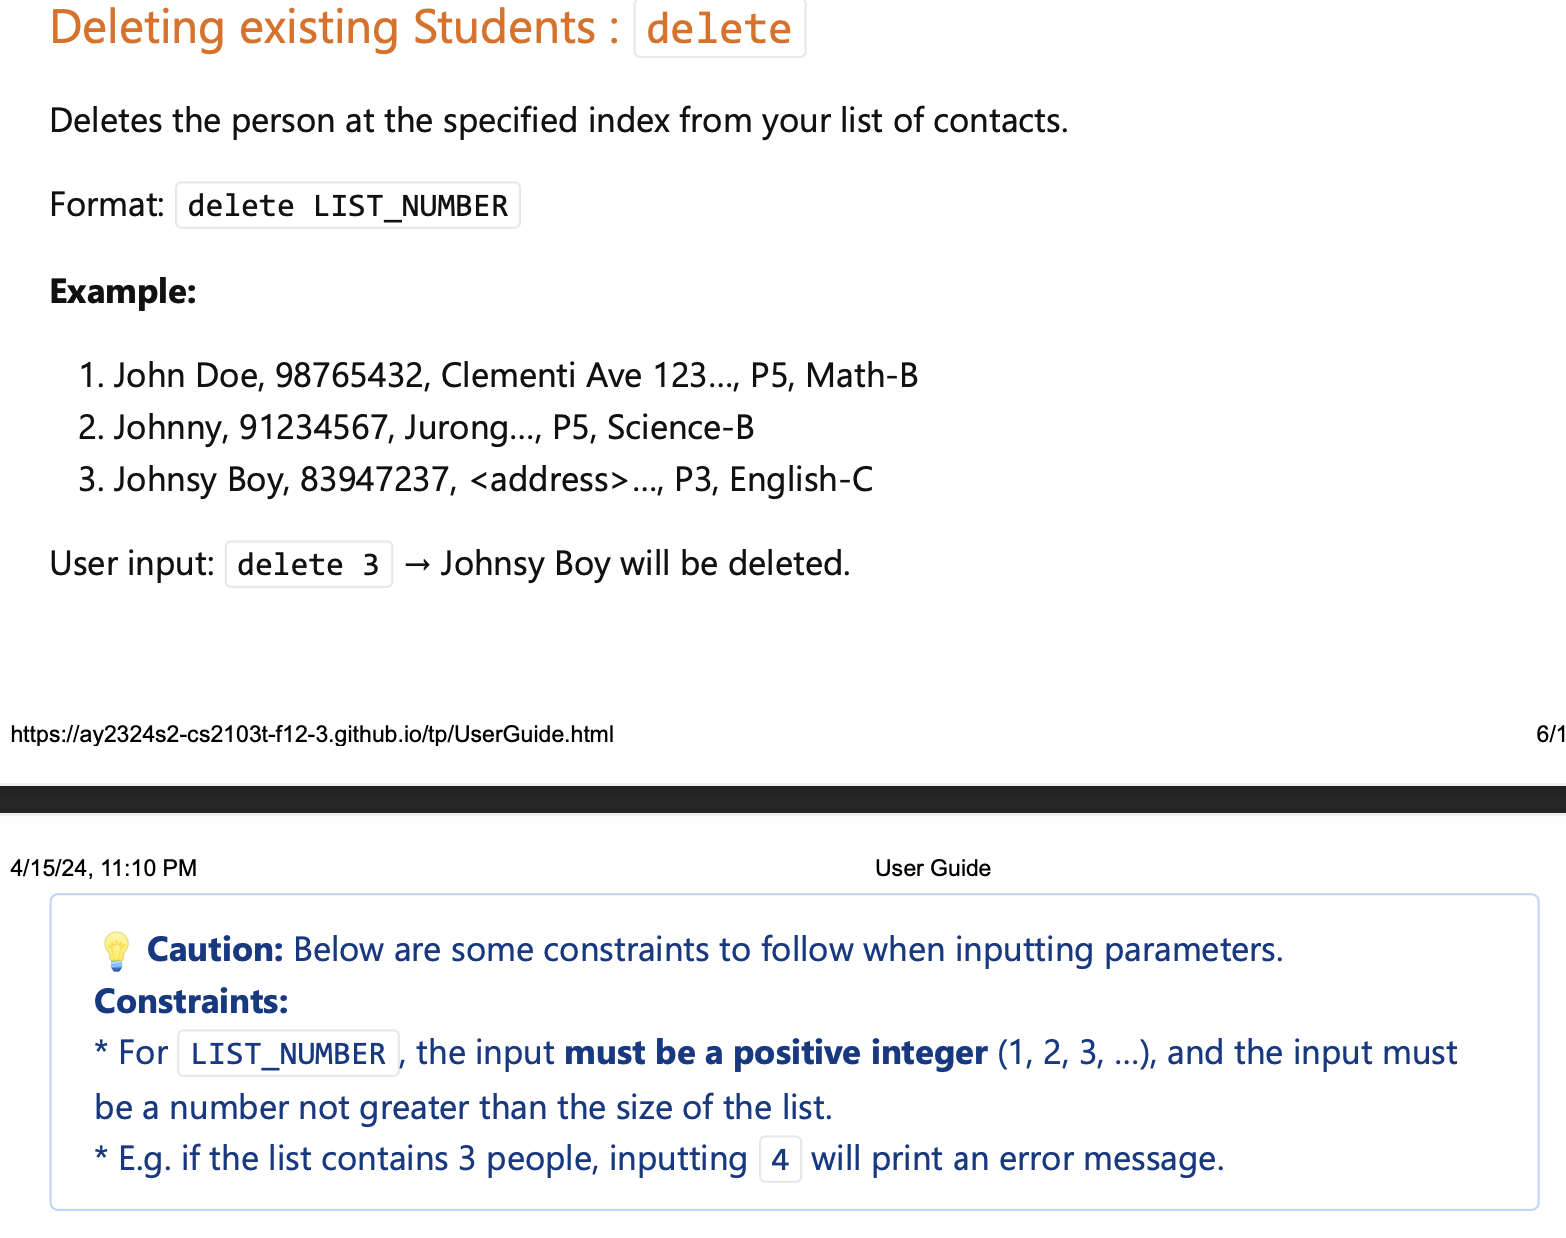 Deleting existing Students : delete
Deletes the person at the specified index from your list of contacts.
Format: delete LIST_NUMBER
Example:
1. John Doe, 98765432, Clementi Ave 123..., P5, Math-B
2. Johnny, 91234567, Jurong..., P5, Science-B
3. Johnsy Boy, 83947237, <address>..., P3, English-C
User input: delete 3 → Johnsy Boy will be deleted.
https://ay2324s2-cs2103t-f12-3.github.io/tp/UserGuide.html 6/1
4/15/24, 11:10 PM User Guide
💡 Caution: Below are some constraints to follow when inputting parameters.
Constraints:
* For LIST_NUMBER, the input must be a positive integer (1, 2, 3, ...), and the input must
be a number not greater than the size of the list.
* E.g. if the list contains 3 people, inputting 4 will print an error message.